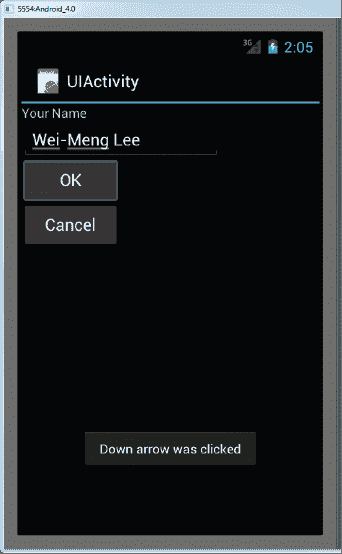 5554:Android_4.0
3G 2:05
UIActivity
Your Name
Wei-Meng Lee
OK
Cancel
Down arrow was clicked